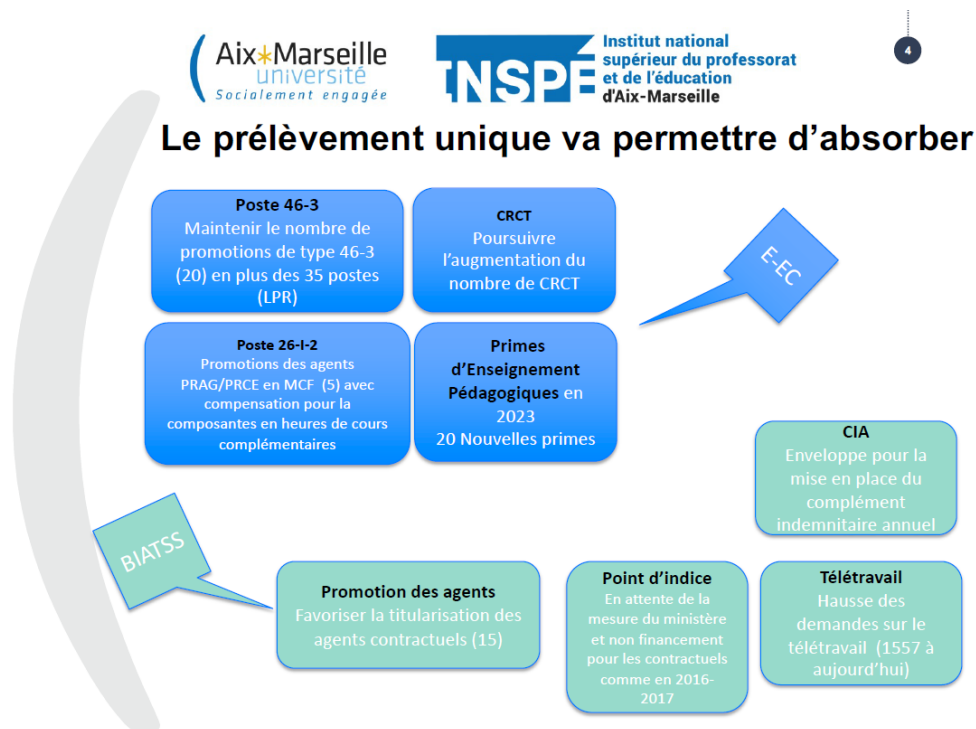 Aix*Marseille
université
Socialement engagée
INSPÉ
Institut national
supérieur du professorat
et de l'éducation
d'Aix-Marseille
4
Le prélèvement unique va permettre d'absorber
Poste 46-3
Maintenir le nombre de
promotions de type 46-3
(20) en plus des 35 postes
(LPR)
CRCT
Poursuivre
l'augmentation du
nombre de CRCT
E-EC
Poste 26-I-2
Promotions des agents
PRAG/PRCE en MCF (5) avec
compensation pour la
composantes en heures de cours
complémentaires
Primes
d'Enseignement
Pédagogiques en
2023
20 Nouvelles primes
CIA
Enveloppe pour la
mise en place du
complément
indemnitaire annuel
BIATSS
Promotion des agents
Favoriser la titularisation des
agents contractuels (15)
Point d'indice
En attente de la
mesure du ministère
et non financement
pour les contractuels
comme en 2016-
2017
Télétravail
Hausse des
demandes sur le
télétravail (1557 à
aujourd'hui)